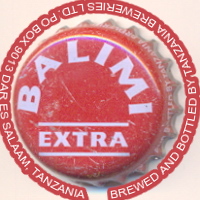 BALIMI
EXTRA
BREWED AND BOTTLED BY TANZANIA BREWERIES LTD. PO BOX 9013 DAR ES SALAAM, TANZANIA